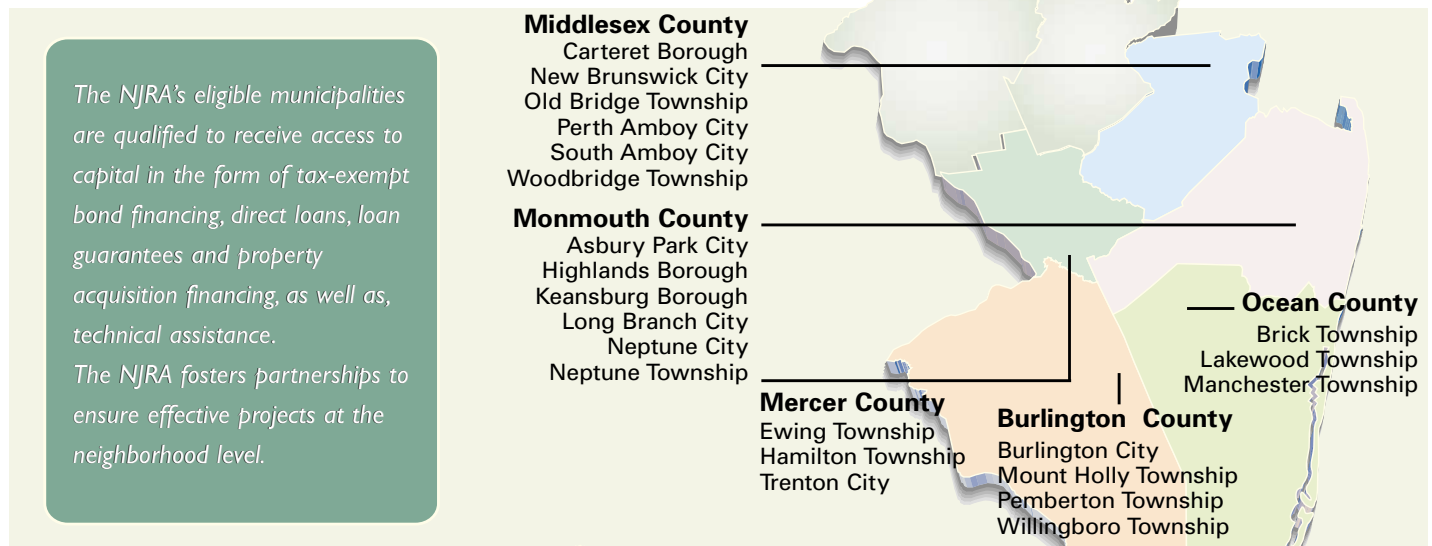 The NJRA's eligible municipalities
are qualified to receive access to
capital in the form of tax-exempt
bond financing, direct loans, loan
guarantees and property
acquisition financing, as well as,
technical assistance.
The NJRA fosters partnerships to
ensure effective projects at the
neighborhood level.
Middlesex County
Carteret Borough
New Brunswick City
Old Bridge Township
Perth Amboy City
South Amboy City
Woodbridge Township
Monmouth County
Asbury Park City
Highlands Borough
Keansburg Borough
Long Branch City
Neptune City
Neptune Township
Mercer County
Ewing Township
Hamilton Township
Trenton City
Burlington County
Burlington City
Mount Holly Township
Pemberton Township
Willingboro Township
Ocean County
Brick Township
Lakewood Township
Manchester Township